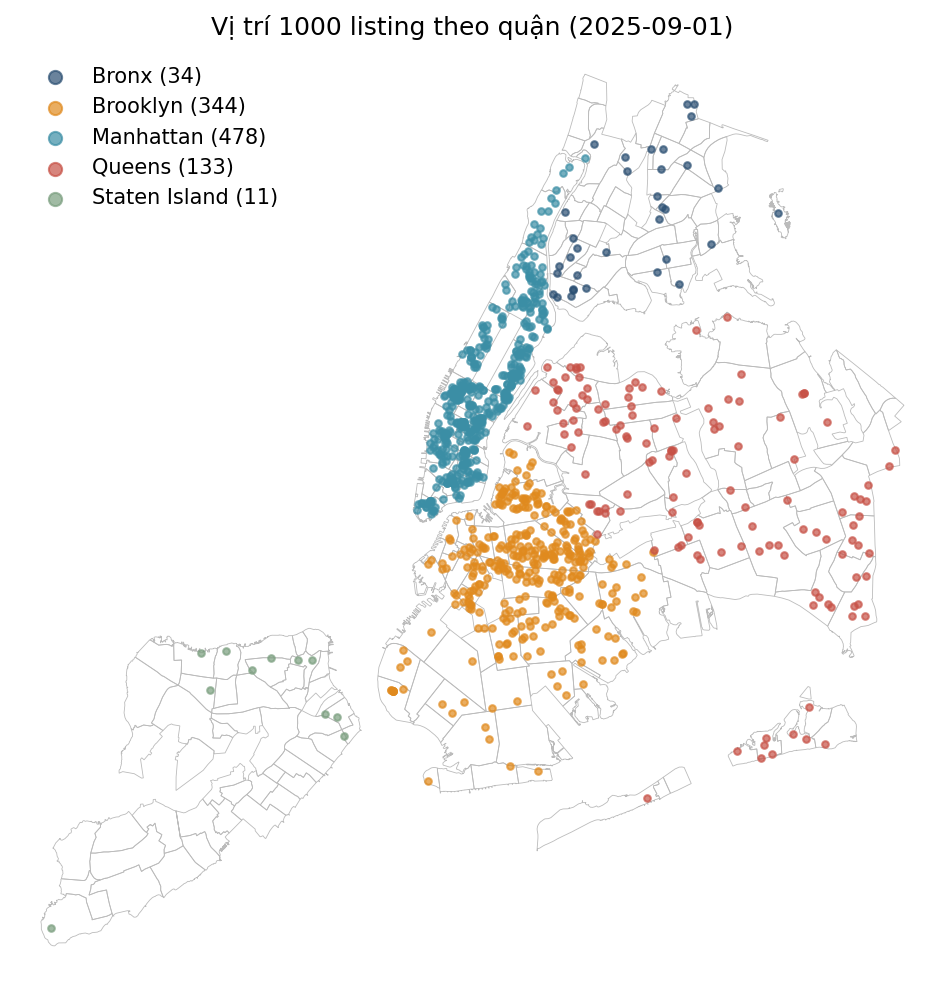 Vị trí 1000 listing theo quận (2025-09-01)
Bronx (34)
Brooklyn (344)
Manhattan (478)
Queens (133)
Staten Island (11)